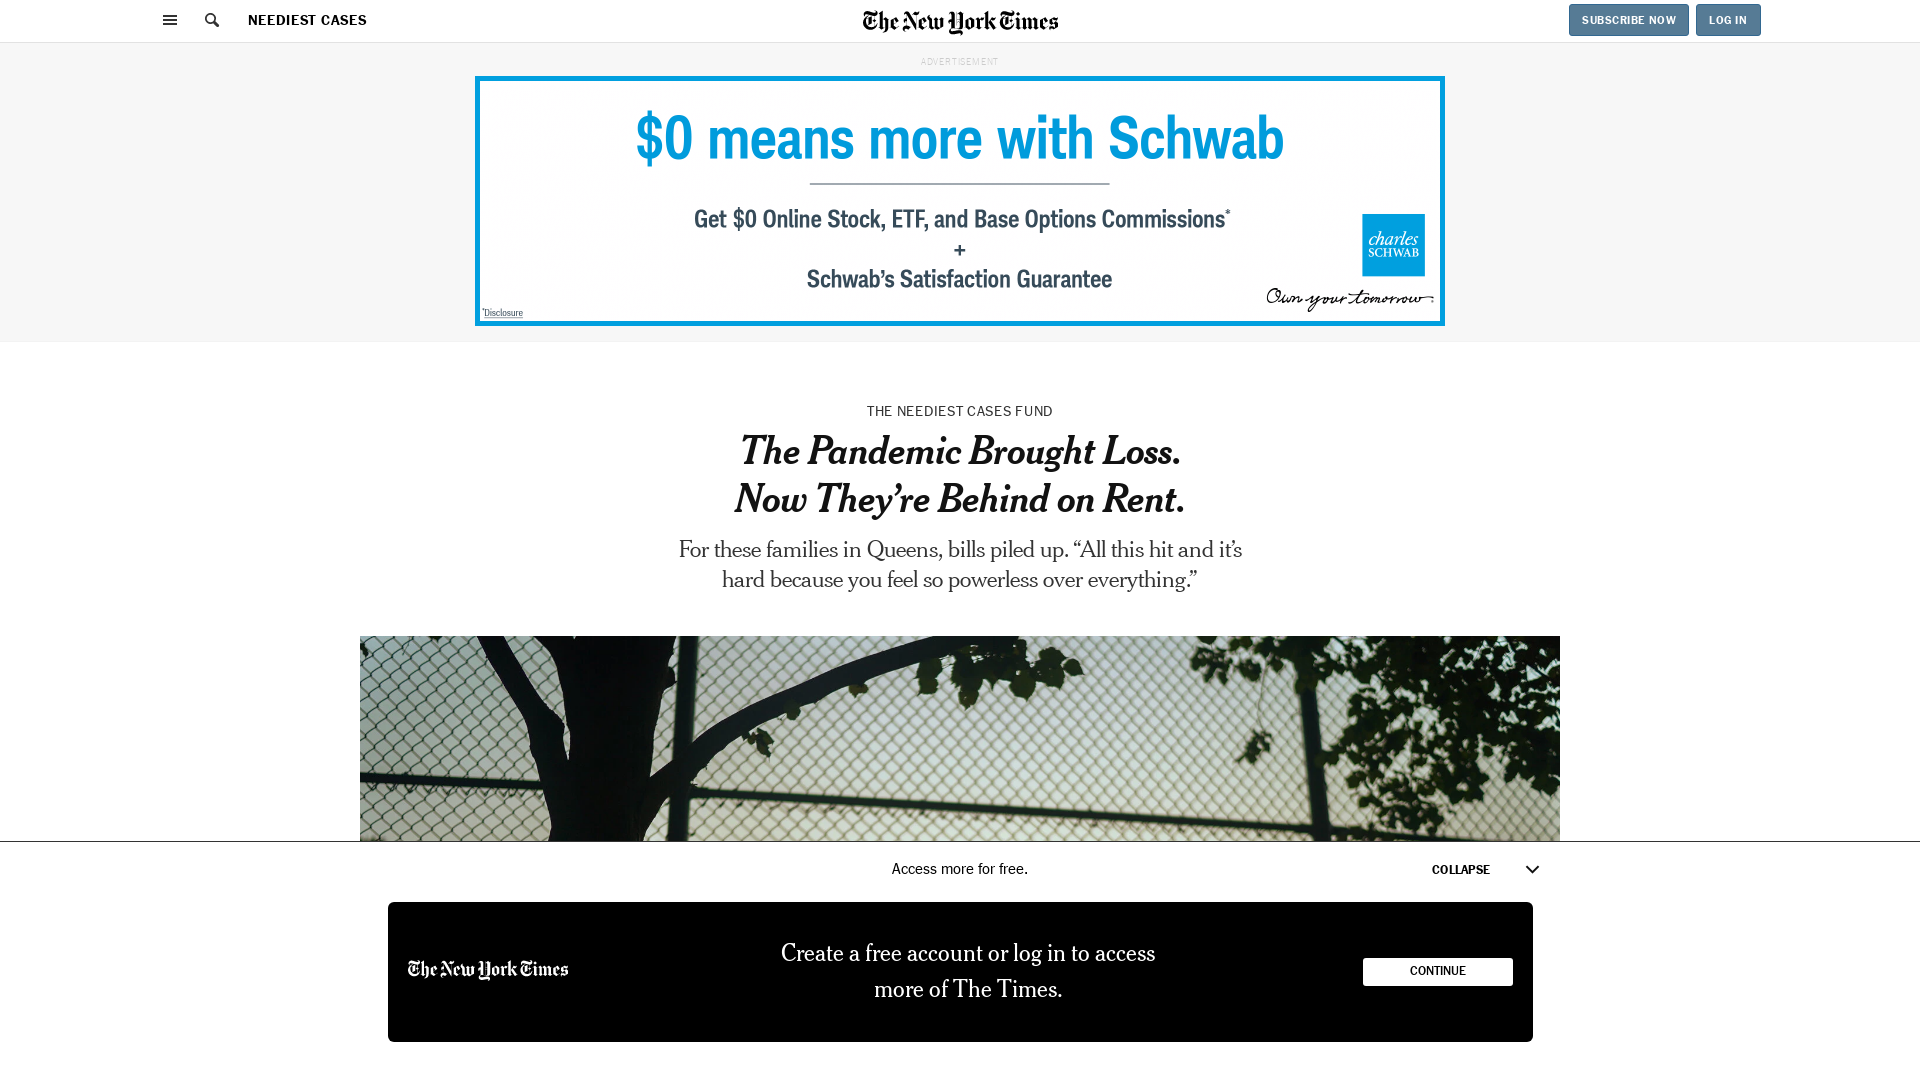 NEEDIEST CASES
The New York Times
SUBSCRIBE NOW
LOG IN
ADVERTISEMENT
$0 means more with Schwab
Get $0 Online Stock, ETF, and Base Options Commissions*
+
Schwab's Satisfaction Guarantee
charles
SCHWAB
Own your tomorrow
*Disclosure
THE NEEDIEST CASES FUND
The Pandemic Brought Loss.
Now They’re Behind on Rent.
For these families in Queens, bills piled up. “All this hit and it’s
hard because you feel so powerless over everything.”
Access more for free.
COLLAPSE
The New York Times
Create a free account or log in to access
more of The Times.
CONTINUE